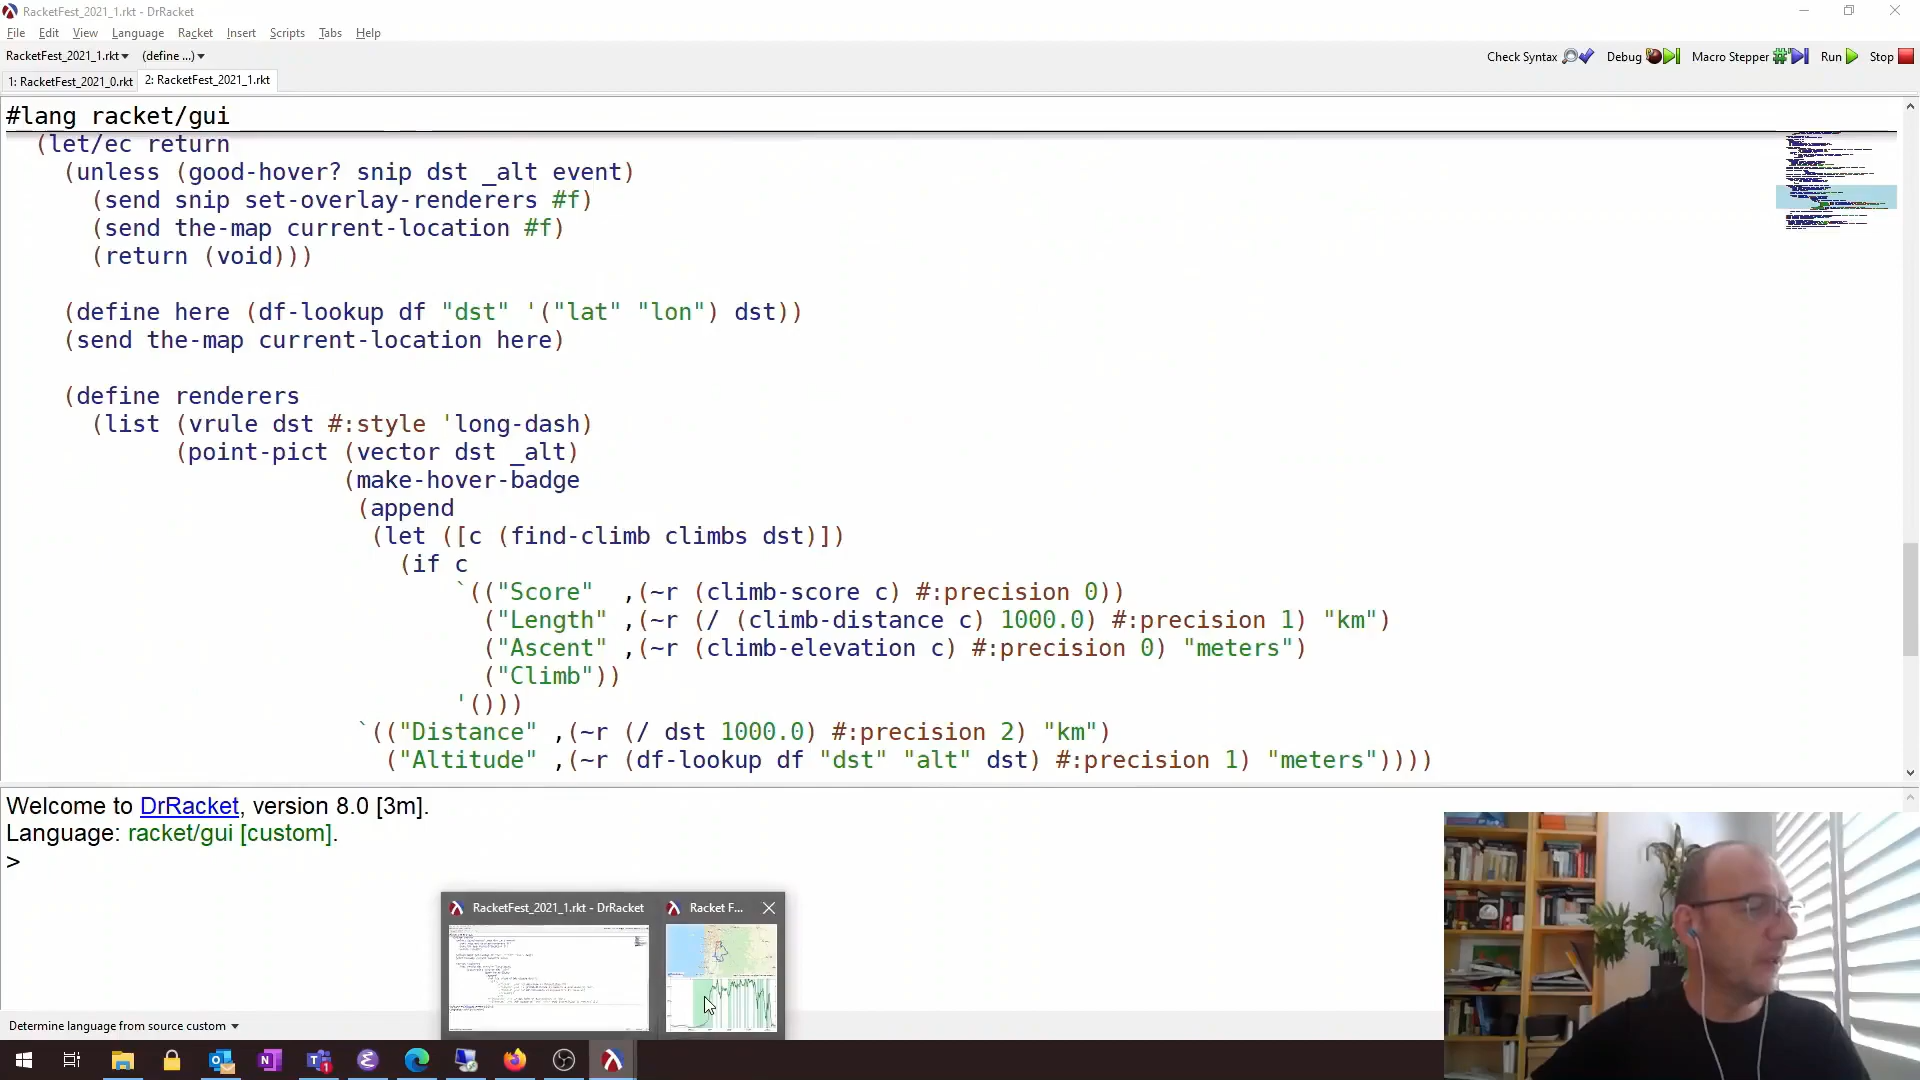 RacketFest_2021_1.rkt - DrRacket
File Edit View Language Racket Insert Scripts Tabs Help
RacketFest_2021_1.rkt (define ...) Check Syntax Debug Macro Stepper Run Stop
1: RacketFest_2021_0.rkt 2: RacketFest_2021_1.rkt
#lang racket/gui
(let/ec return
(unless (good-hover? snip dst _alt event)
(send snip set-overlay-renderers #f)
(send the-map current-location #f)
(return (void)))
(define here (df-lookup df "dst" '("lat" "lon") dst))
(send the-map current-location here)
(define renderers
(list (vrule dst #:style 'long-dash)
(point-pict (vector dst _alt)
(make-hover-badge
(append
(let ([c (find-climb climbs dst)])
(if c
`(("Score" ,(~r (climb-score c) #:precision 0))
("Length" ,(~r (/ (climb-distance c) 1000.0) #:precision 1) "km")
("Ascent" ,(~r (climb-elevation c) #:precision 0) "meters")
("Climb"))
'()))
`(("Distance" ,(~r (/ dst 1000.0) #:precision 2) "km")
("Altitude" ,(~r (df-lookup df "dst" "alt" dst) #:precision 1) "meters"))))
Welcome to DrRacket, version 8.0 [3m].
Language: racket/gui [custom].
>
RacketFest_2021_1.rkt - DrRacket Racket F...
Determine language from source custom